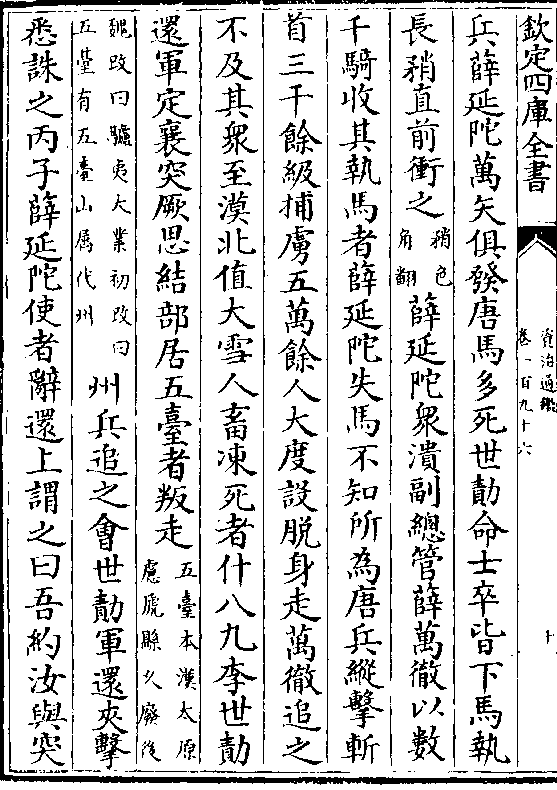 欽定四庫全書
資治通鑑
卷一百九十六
十
兵薛延陀萬矢俱發唐馬多死世勣命士卒皆下馬執
長矟直前衝之
矟色
角翻
薛延陀衆潰副總管薛萬徹以數
千騎收其執馬者薛延陀失馬不知所為唐兵縱擊斬
首三千餘級捕虜五萬餘人大度設脫身走萬徹追之
不及其衆至漠北值大雪人畜凍死者什八九李世勣
還軍定襄突厥思結部居五臺者叛走
五臺本漢太原
慮虒縣久廢後
魏改曰驢夷大業初改曰
五臺有五臺山屬代州
州兵追之會世勣軍還夾擊
悉誅之丙子薛延陀使者辭還上謂之曰吾約汝與突